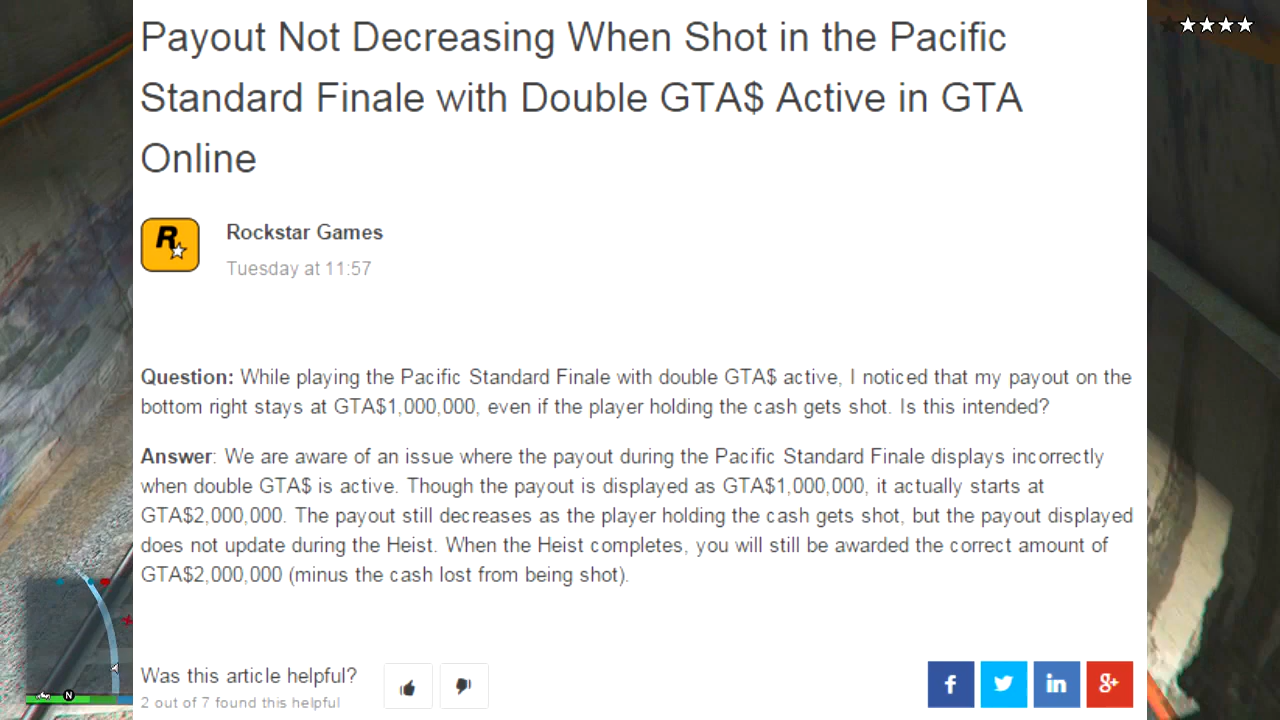 Payout Not Decreasing When Shot in the Pacific
Standard Finale with Double GTA$ Active in GTA
Online
R
Rockstar Games
Tuesday at 11:57
Question: While playing the Pacific Standard Finale with double GTA$ active, I noticed that my payout on the
bottom right stays at GTA$1,000,000, even if the player holding the cash gets shot. Is this intended?
Answer: We are aware of an issue where the payout during the Pacific Standard Finale displays incorrectly
when double GTA$ is active. Though the payout is displayed as GTA$1,000,000, it actually starts at
GTA$2,000,000. The payout still decreases as the player holding the cash gets shot, but the payout displayed
does not update during the Heist. When the Heist completes, you will still be awarded the correct amount of
GTA$2,000,000 (minus the cash lost from being shot).
Was this article helpful?
2 out of 7 found this helpful
f
in
g+
N